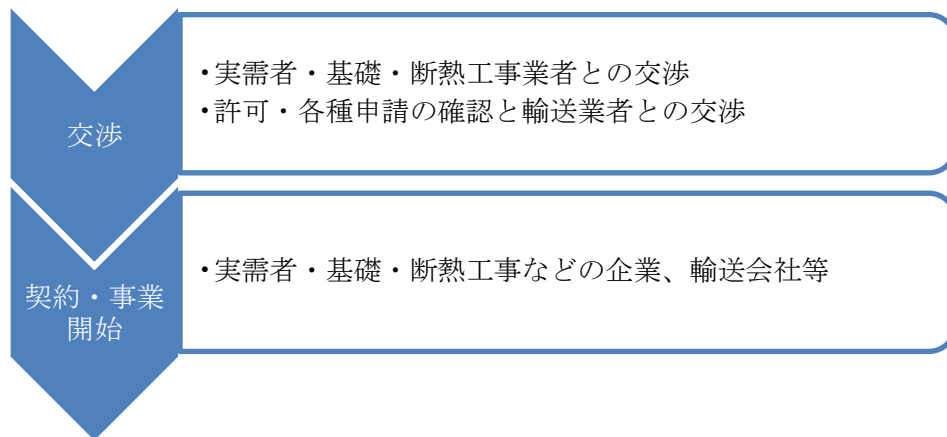 交渉
・実需者・基礎・断熱工事業者との交渉
・許可・各種申請の確認と輸送業者との交渉
契約・事業
開始
・実需者・基礎・断熱工事などの企業、輸送会社等